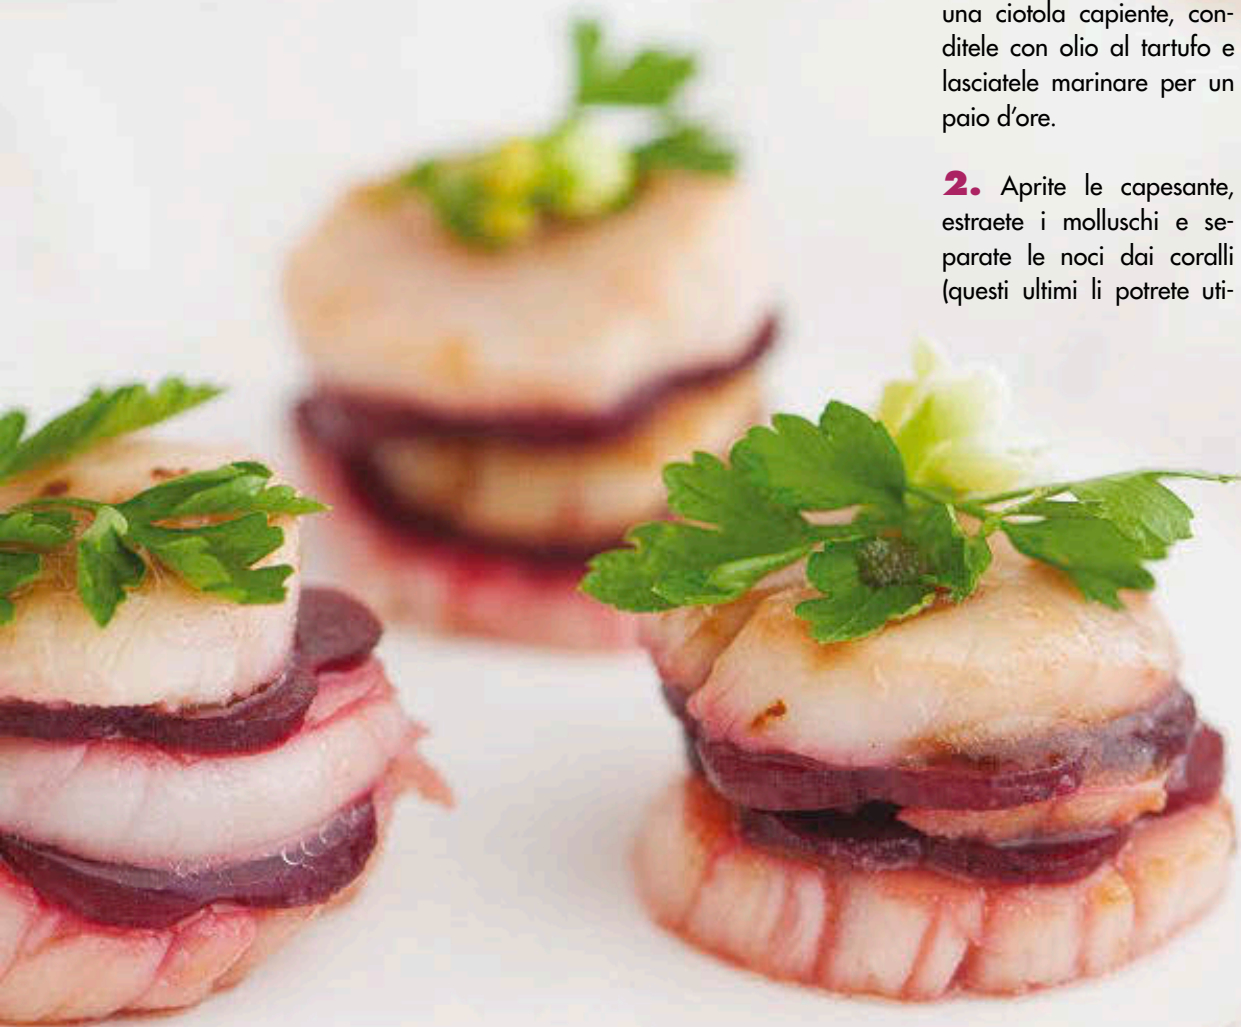 una ciotola capiente, con-
ditele con olio al tartufo e
lasciatele marinare per un
paio d'ore.
2. Aprite le capesante,
estraete i molluschi e se-
parate le noci dai coralli
(questi ultimi li potrete uti-